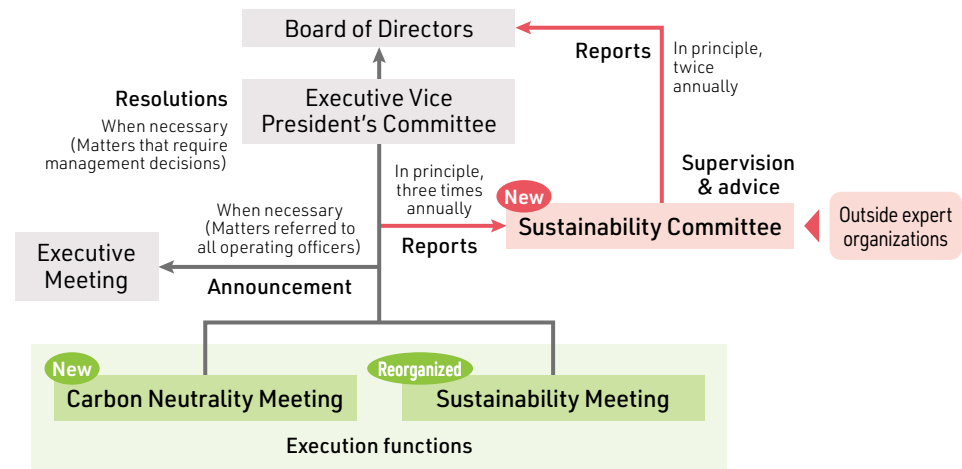 Board of Directors
Reports
In principle,
twice
annually
Resolutions
When necessary
(Matters that require
management decisions)
Executive Vice
President's Committee
In principle,
three times
annually
Supervision
& advice
New
Sustainability Committee
Outside expert
organizations
Reports
When necessary
(Matters referred to
all operating officers)
Executive
Meeting
Announcement
New
Carbon Neutrality Meeting
Reorganized
Sustainability Meeting
Execution functions